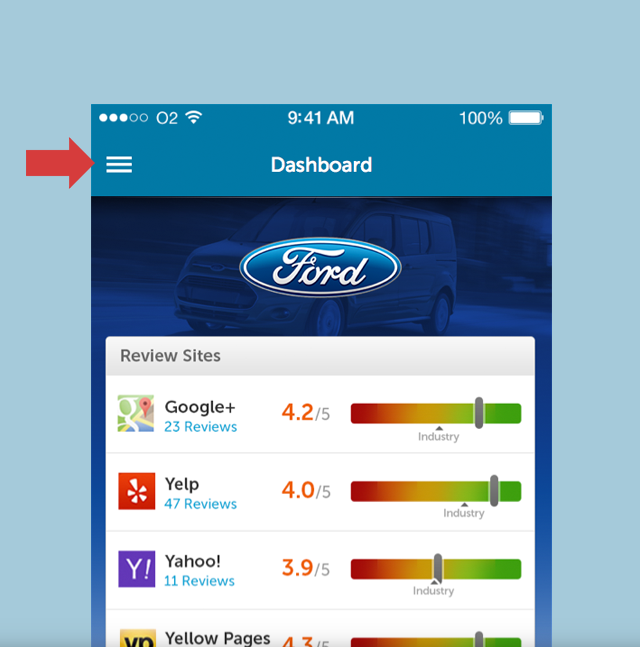 O2 9:41 AM 100%
Dashboard
Ford
Review Sites
Google+ 4.2/5
23 Reviews
Industry
Yelp 4.0/5
47 Reviews
Industry
Y! Yahoo! 3.9/5
11 Reviews
Industry
yp Yellow Pages 4.3/5